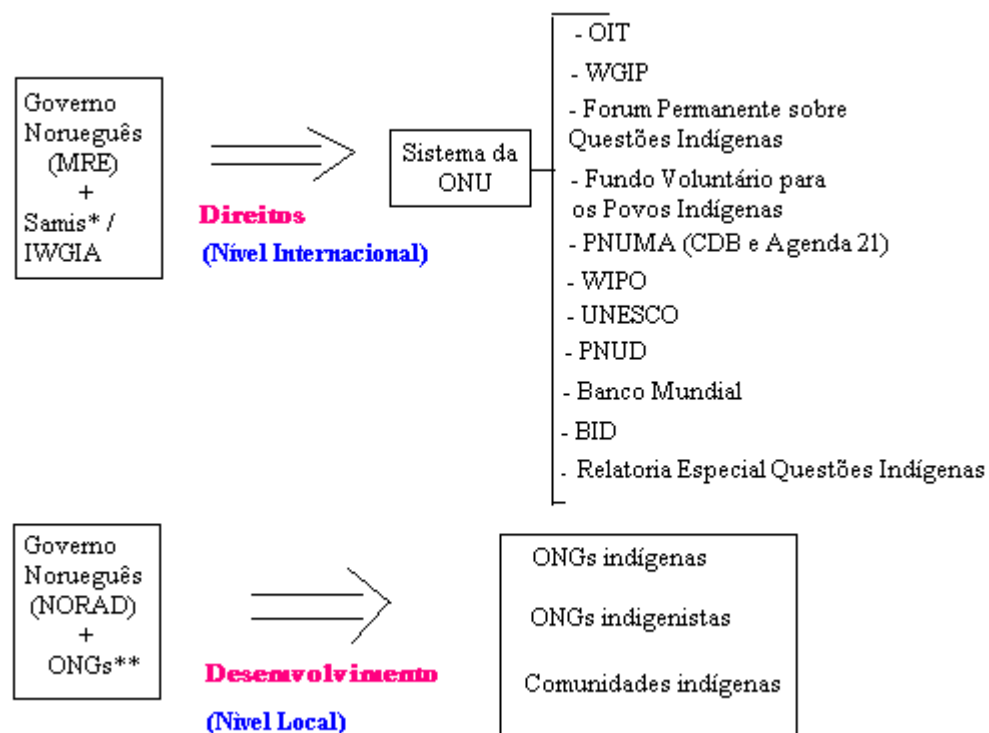 Governo
Norueguês
(MRE)
+
Samis* /
IWGIA
Direitos
(Nível Internacional)
Sistema da
ONU
- OIT
- WGIP
- Forum Permanente sobre
Questões Indígenas
- Fundo Voluntário para
os Povos Indígenas
- PNUMA (CDB e Agenda 21)
- WIPO
- UNESCO
- PNUD
- Banco Mundial
- BID
- Relatoria Especial Questões Indígenas
Governo
Norueguês
(NORAD)
+
ONGs**
Desenvolvimento
(Nìvel Local)
ONGs indígenas
ONGs indigenistas
Comunidades indígenas